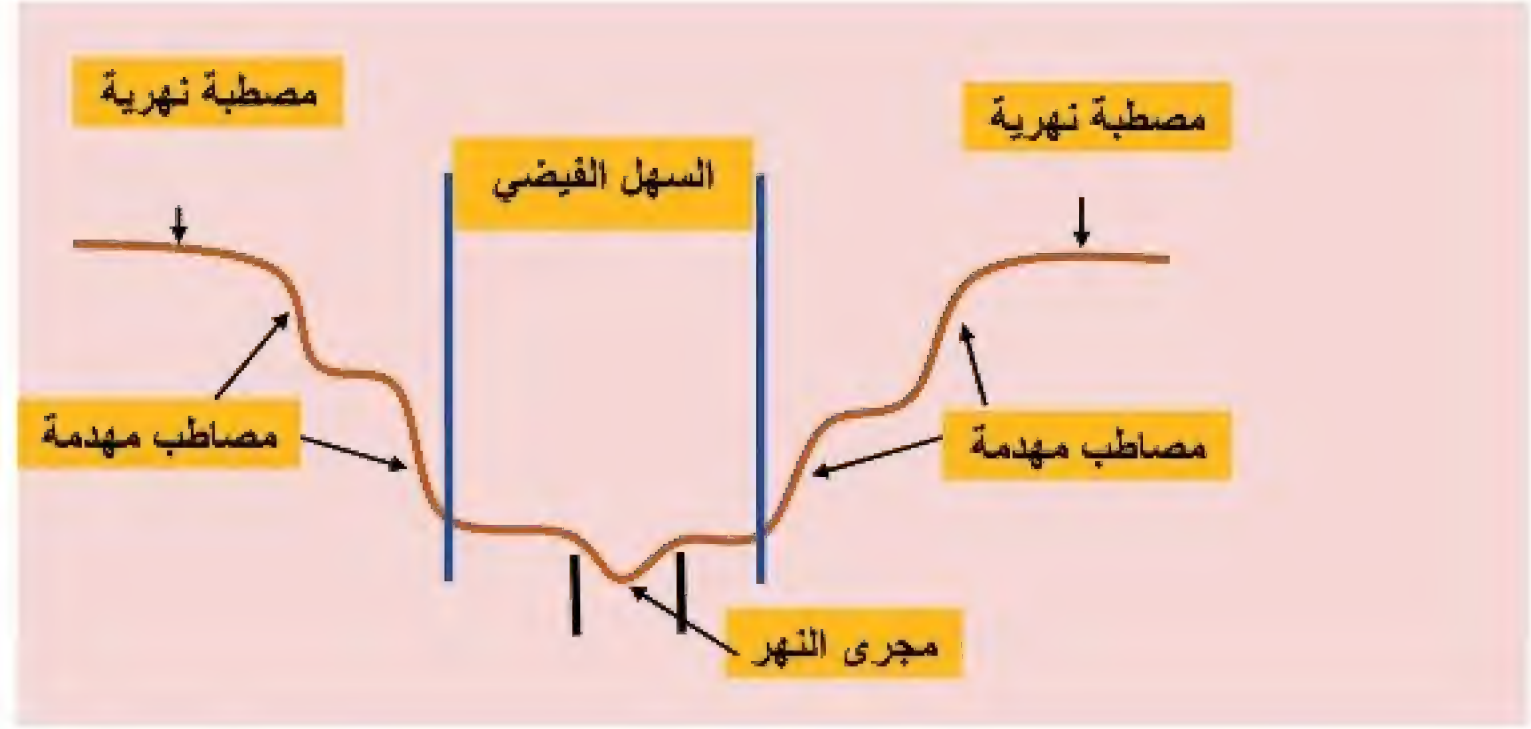 مصطبة نهرية
مصطبة نهرية
السهل الفيضي
مصاطب مهدمة
مصاطب مهدمة
مجرى النهر